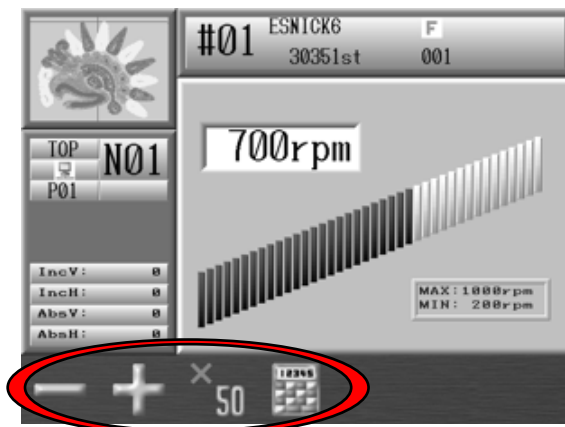 #01 ESNICK6 F
30351st 001
TOP N01
P01
700rpm
IncV: 0
IncH: 0
AbsV: 0
AbsH: 0
MAX:1000rpm
MIN: 200rpm
×50
12345